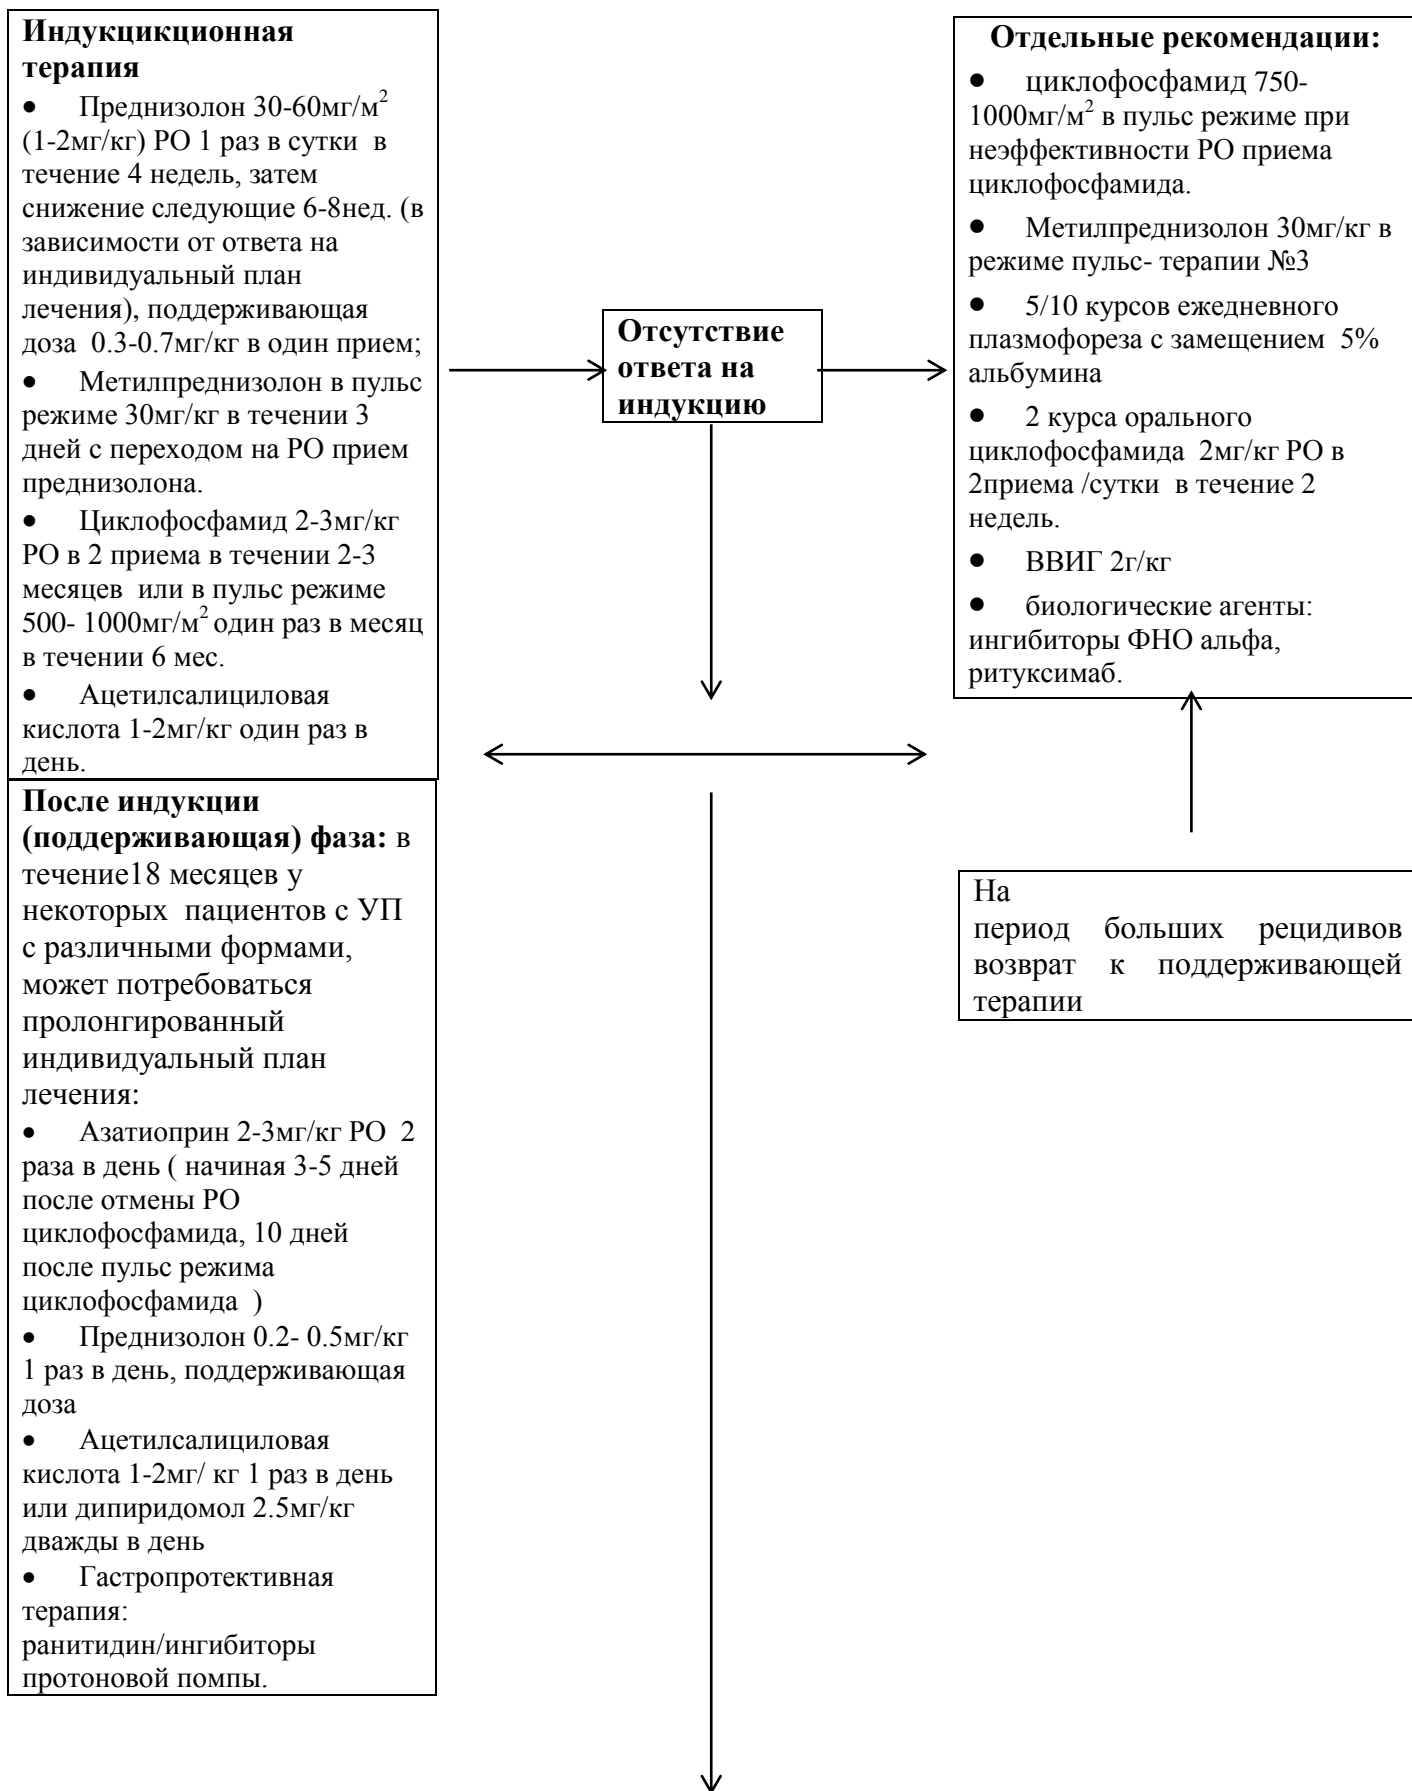 Индукцикционная
терапия
• Преднизолон 30-60мг/м²
(1-2мг/кг) РО 1 раз в сутки в
течение 4 недель, затем
снижение следующие 6-8нед. (в
зависимости от ответа на
индивидуальный план
лечения), поддерживающая
доза 0.3-0.7мг/кг в один прием;
• Метилпреднизолон в пульс
режиме 30мг/кг в течении 3
дней с переходом на РО прием
преднизолона.
• Циклофосфамид 2-3мг/кг
РО в 2 приема в течении 2-3
месяцев или в пульс режиме
500- 1000мг/м² один раз в месяц
в течении 6 мес.
• Ацетилсалициловая
кислота 1-2мг/кг один раз в
день.
После индукции
(поддерживающая) фаза: в
течение18 месяцев у
некоторых пациентов с УП
с различными формами,
может потребоваться
пролонгированный
индивидуальный план
лечения:
• Азатиоприн 2-3мг/кг РО 2
раза в день ( начиная 3-5 дней
после отмены РО
циклофосфамида, 10 дней
после пульс режима
циклофосфамида )
• Преднизолон 0.2- 0.5мг/кг
1 раз в день, поддерживающая
доза
• Ацетилсалициловая
кислота 1-2мг/ кг 1 раз в день
или дипиридомол 2.5мг/кг
дважды в день
• Гастропротективная
терапия:
ранитидин/ингибиторы
протоновой помпы.
Отсутствие
ответа на
индукцию
Отдельные рекомендации:
• циклофосфамид 750-
1000мг/м² в пульс режиме при
неэффективности РО приема
циклофосфамида.
• Метилпреднизолон 30мг/кг в
режиме пульс- терапии №3
• 5/10 курсов ежедневного
плазмофореза с замещением 5%
альбумина
• 2 курса орального
циклофосфамида 2мг/кг РО в
2приема /сутки в течение 2
недель.
• ВВИГ 2г/кг
• биологические агенты:
ингибиторы ФНО альфа,
ритуксимаб.
На
период больших рецидивов
возврат к поддерживающей
терапии